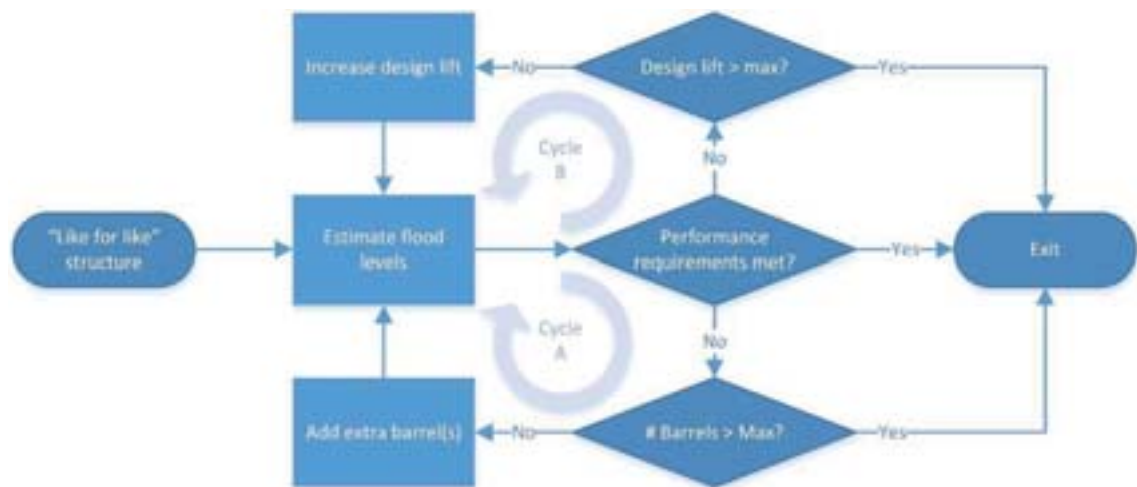 Increase design lift
No
Design lift > max?
Yes
Cycle
B
No
"Like for like"
structure
Estimate flood
levels
Performance
requirements met?
Yes
Exit
Cycle
A
No
Add extra barrel(s)
No
# Barrels > Max?
Yes